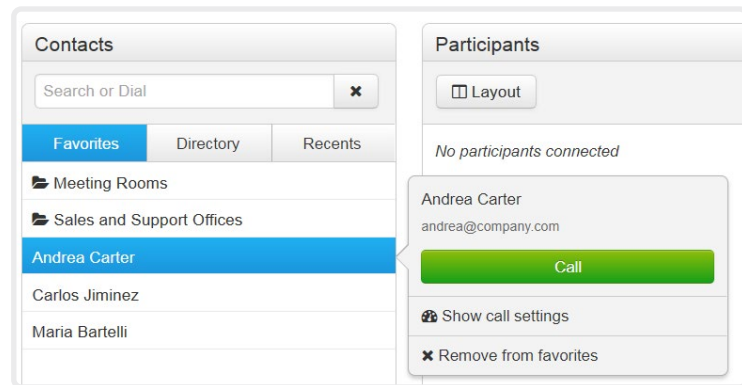 Contacts
Search or Dial
Favorites Directory Recents
Meeting Rooms
Sales and Support Offices
Andrea Carter
Carlos Jiminez
Maria Bartelli
Participants
Layout
No participants connected
Andrea Carter
andrea@company.com
Call
Show call settings
Remove from favorites